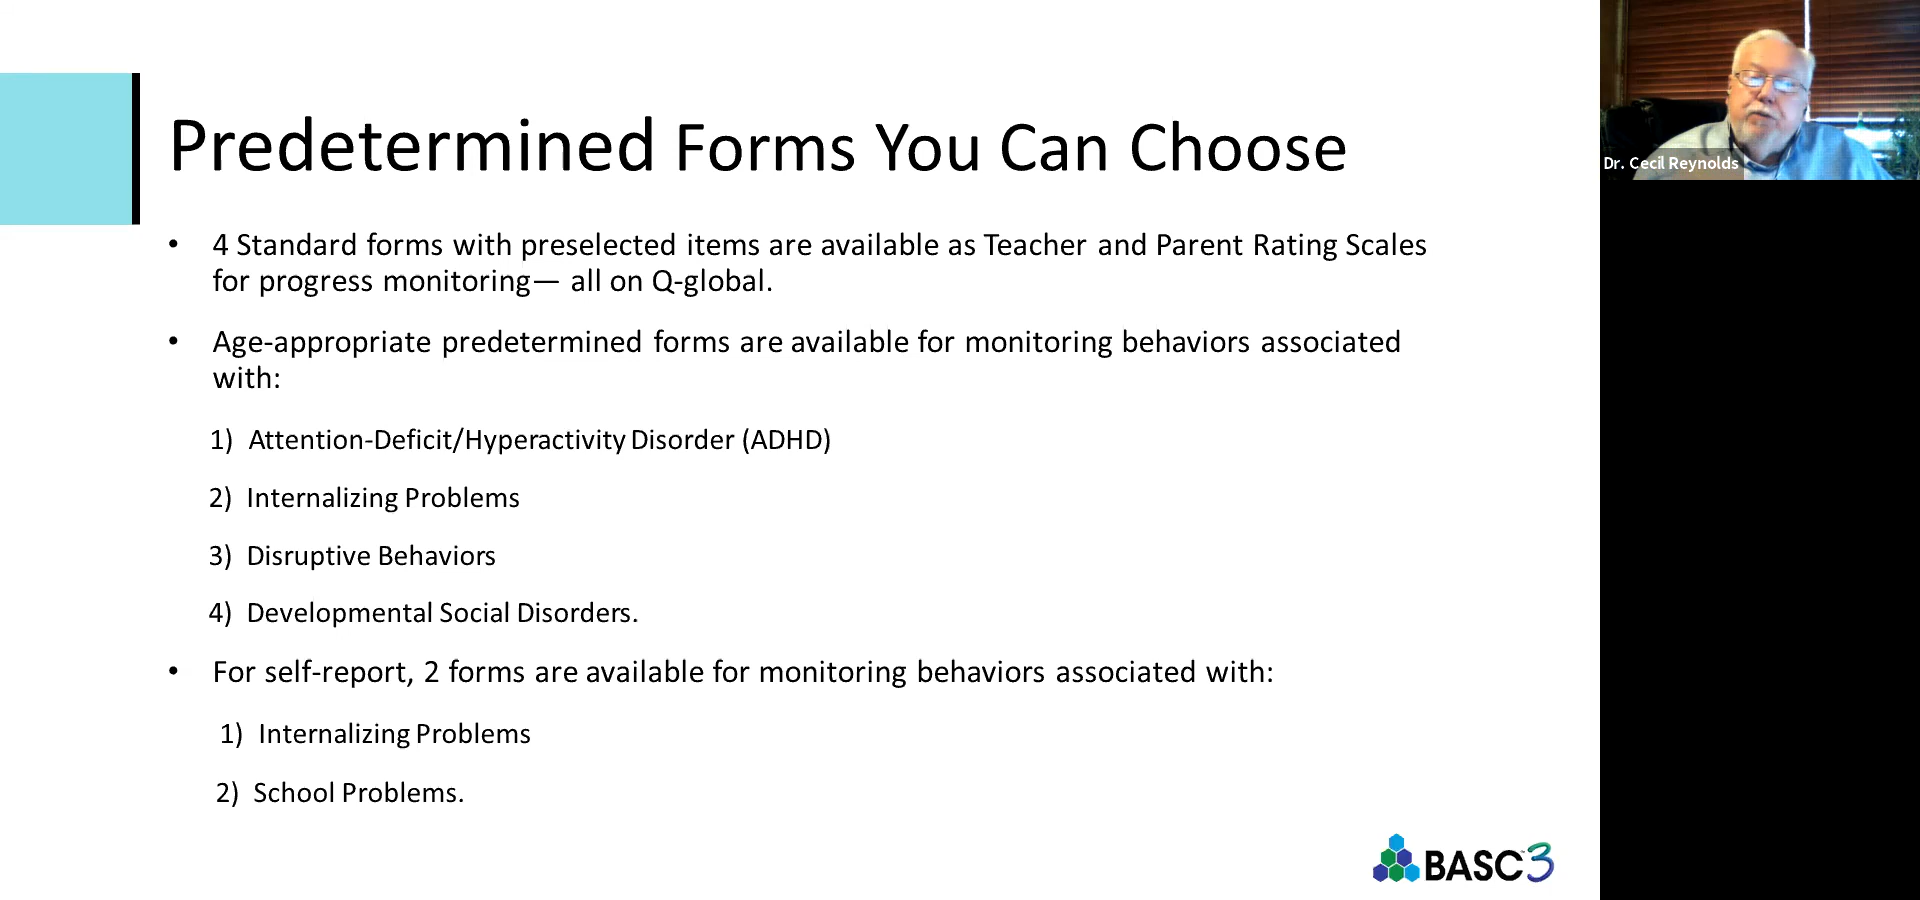 Predetermined Forms You Can Choose
• 4 Standard forms with preselected items are available as Teacher and Parent Rating Scales
for progress monitoring— all on Q-global.
• Age-appropriate predetermined forms are available for monitoring behaviors associated
with:
1) Attention-Deficit/Hyperactivity Disorder (ADHD)
2) Internalizing Problems
3) Disruptive Behaviors
4) Developmental Social Disorders.
• For self-report, 2 forms are available for monitoring behaviors associated with:
1) Internalizing Problems
2) School Problems.
BASC™3
Dr. Cecil Reynolds